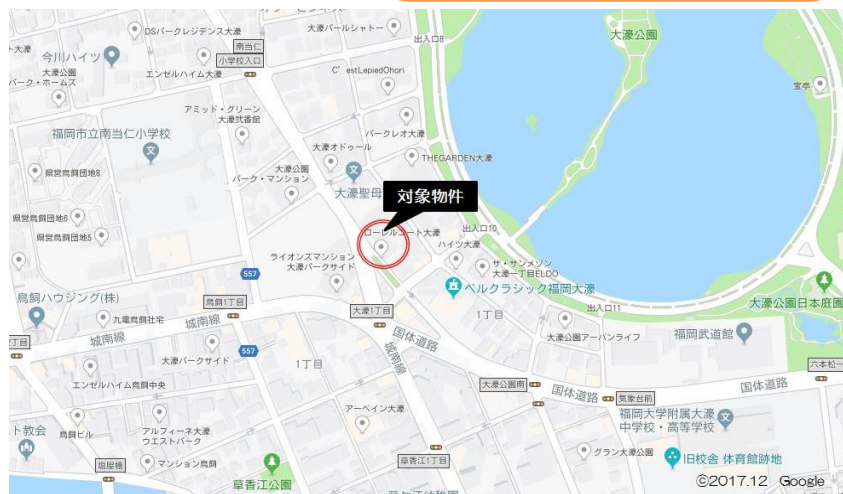 DSパークレジデンス大濠
大濠パールシャトー
出入口8
大濠公園
南当仁
小学校入口
今川ハイツ
大濠公園
パーク・ホームズ
エンゼルハイム大濠
C'estLepiedOhori
宝亭
アミッド・グリーン
大濠弐番館
パークレオ大濠
福岡市立南当仁小学校
大濠オドゥール
THEGARDEN大濠
県営鳥飼団地8
大濠公園
パーク・マンション
大濠聖母
対象物件
県営鳥飼団地6
県営鳥飼団地5
ローレルコート大濠
出入口10
ハイツ大濠
ライオンズマンション
大濠パークサイド
ザ・サンメゾン
大濠一丁目ELDO
557
ベルクラシック福岡大濠
大濠公園日本庭園
鳥飼ハウジング(株)
鳥飼1丁目
出入口11
九電鳥飼社宅
大濠1丁目
1丁目
城南線
国体道路
大濠公園アーバンライフ
福岡武道館
丁目
城南線
557
大濠パークサイド
1丁目
城南線
六本松一
エンゼルハイム鳥飼中央
大濠公園南
国体道路
気象台前
国体道路
アーベイン大濠
福岡大学附属大濠
中学校・高等学校
ト教会
鳥飼ビル
アルフィーネ大濠
ウエストパーク
草香江1丁目
グラン大濠公園
旧校舎 体育館跡地
塩屋橋
マンション鳥飼
草香江公園
©2017.12 Google